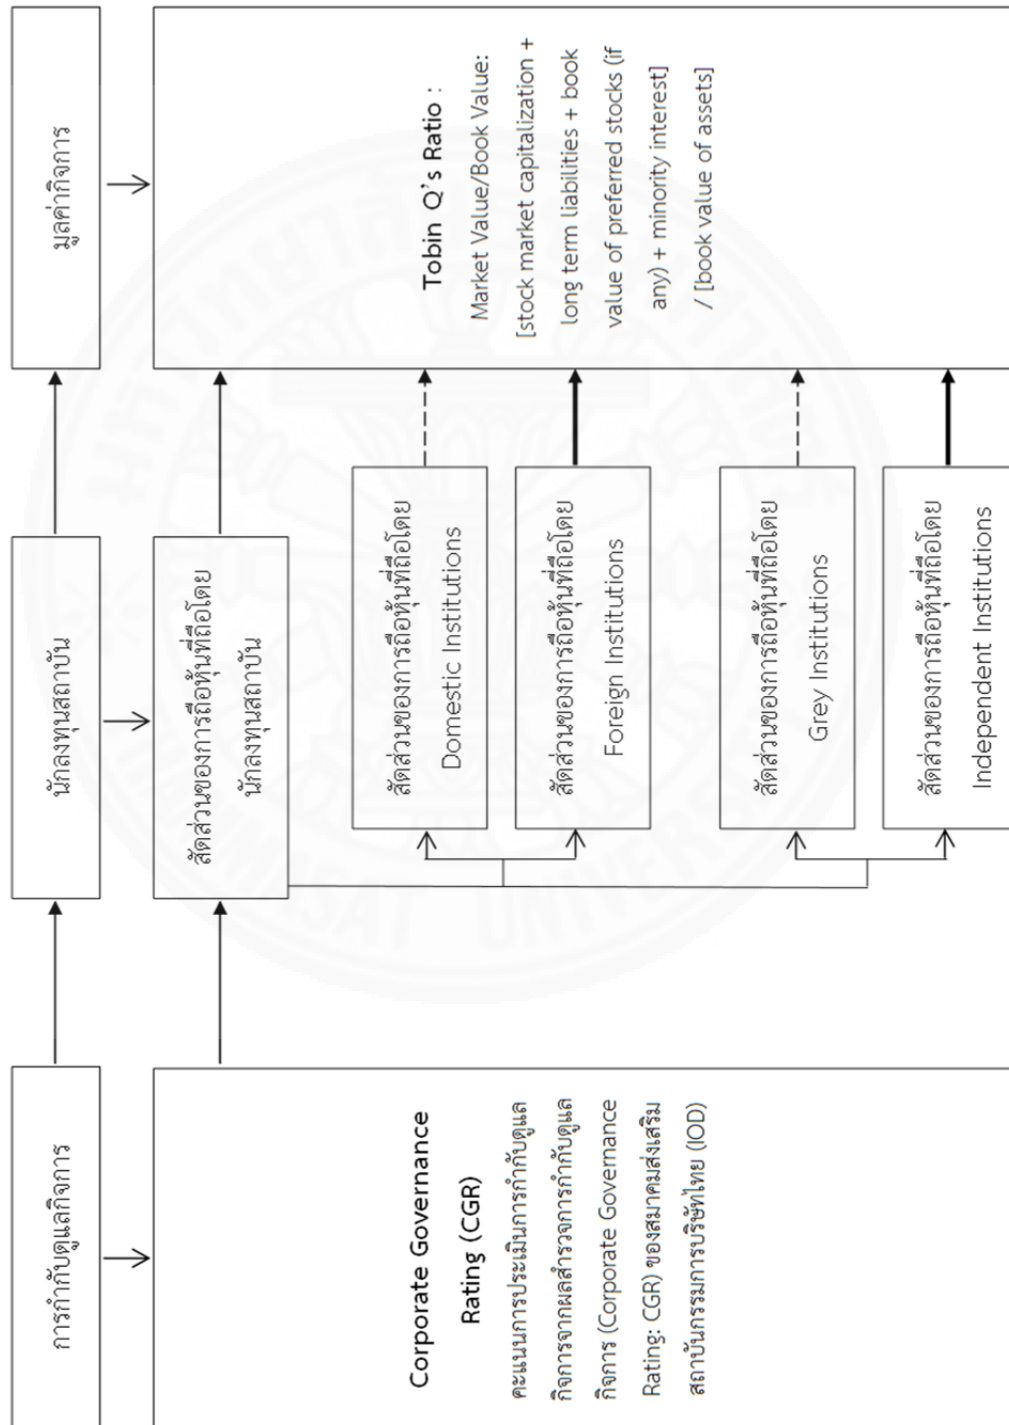 การกำกับดูแลกิจการ
นักลงทุนสถาบัน
มูลค่ากิจการ
Corporate Governance
Rating (CGR)
คะแนนการประเมินการกำกับดูแล
กิจการจากผลสำรวจการกำกับดูแล
กิจการ (Corporate Governance
Rating: CGR) ของสมาคมส่งเสริม
สถาบันกรรมการบริษัทไทย (IOD)
สัดส่วนของการถือหุ้นที่ถือโดย
นักลงทุนสถาบัน
สัดส่วนของการถือหุ้นที่ถือโดย
Domestic Institutions
สัดส่วนของการถือหุ้นที่ถือโดย
Foreign Institutions
สัดส่วนของการถือหุ้นที่ถือโดย
Grey Institutions
สัดส่วนของการถือหุ้นที่ถือโดย
Independent Institutions
Tobin Q's Ratio :
Market Value/Book Value:
[stock market capitalization +
long term liabilities + book
value of preferred stocks (if
any) + minority interest]
/ [book value of assets]